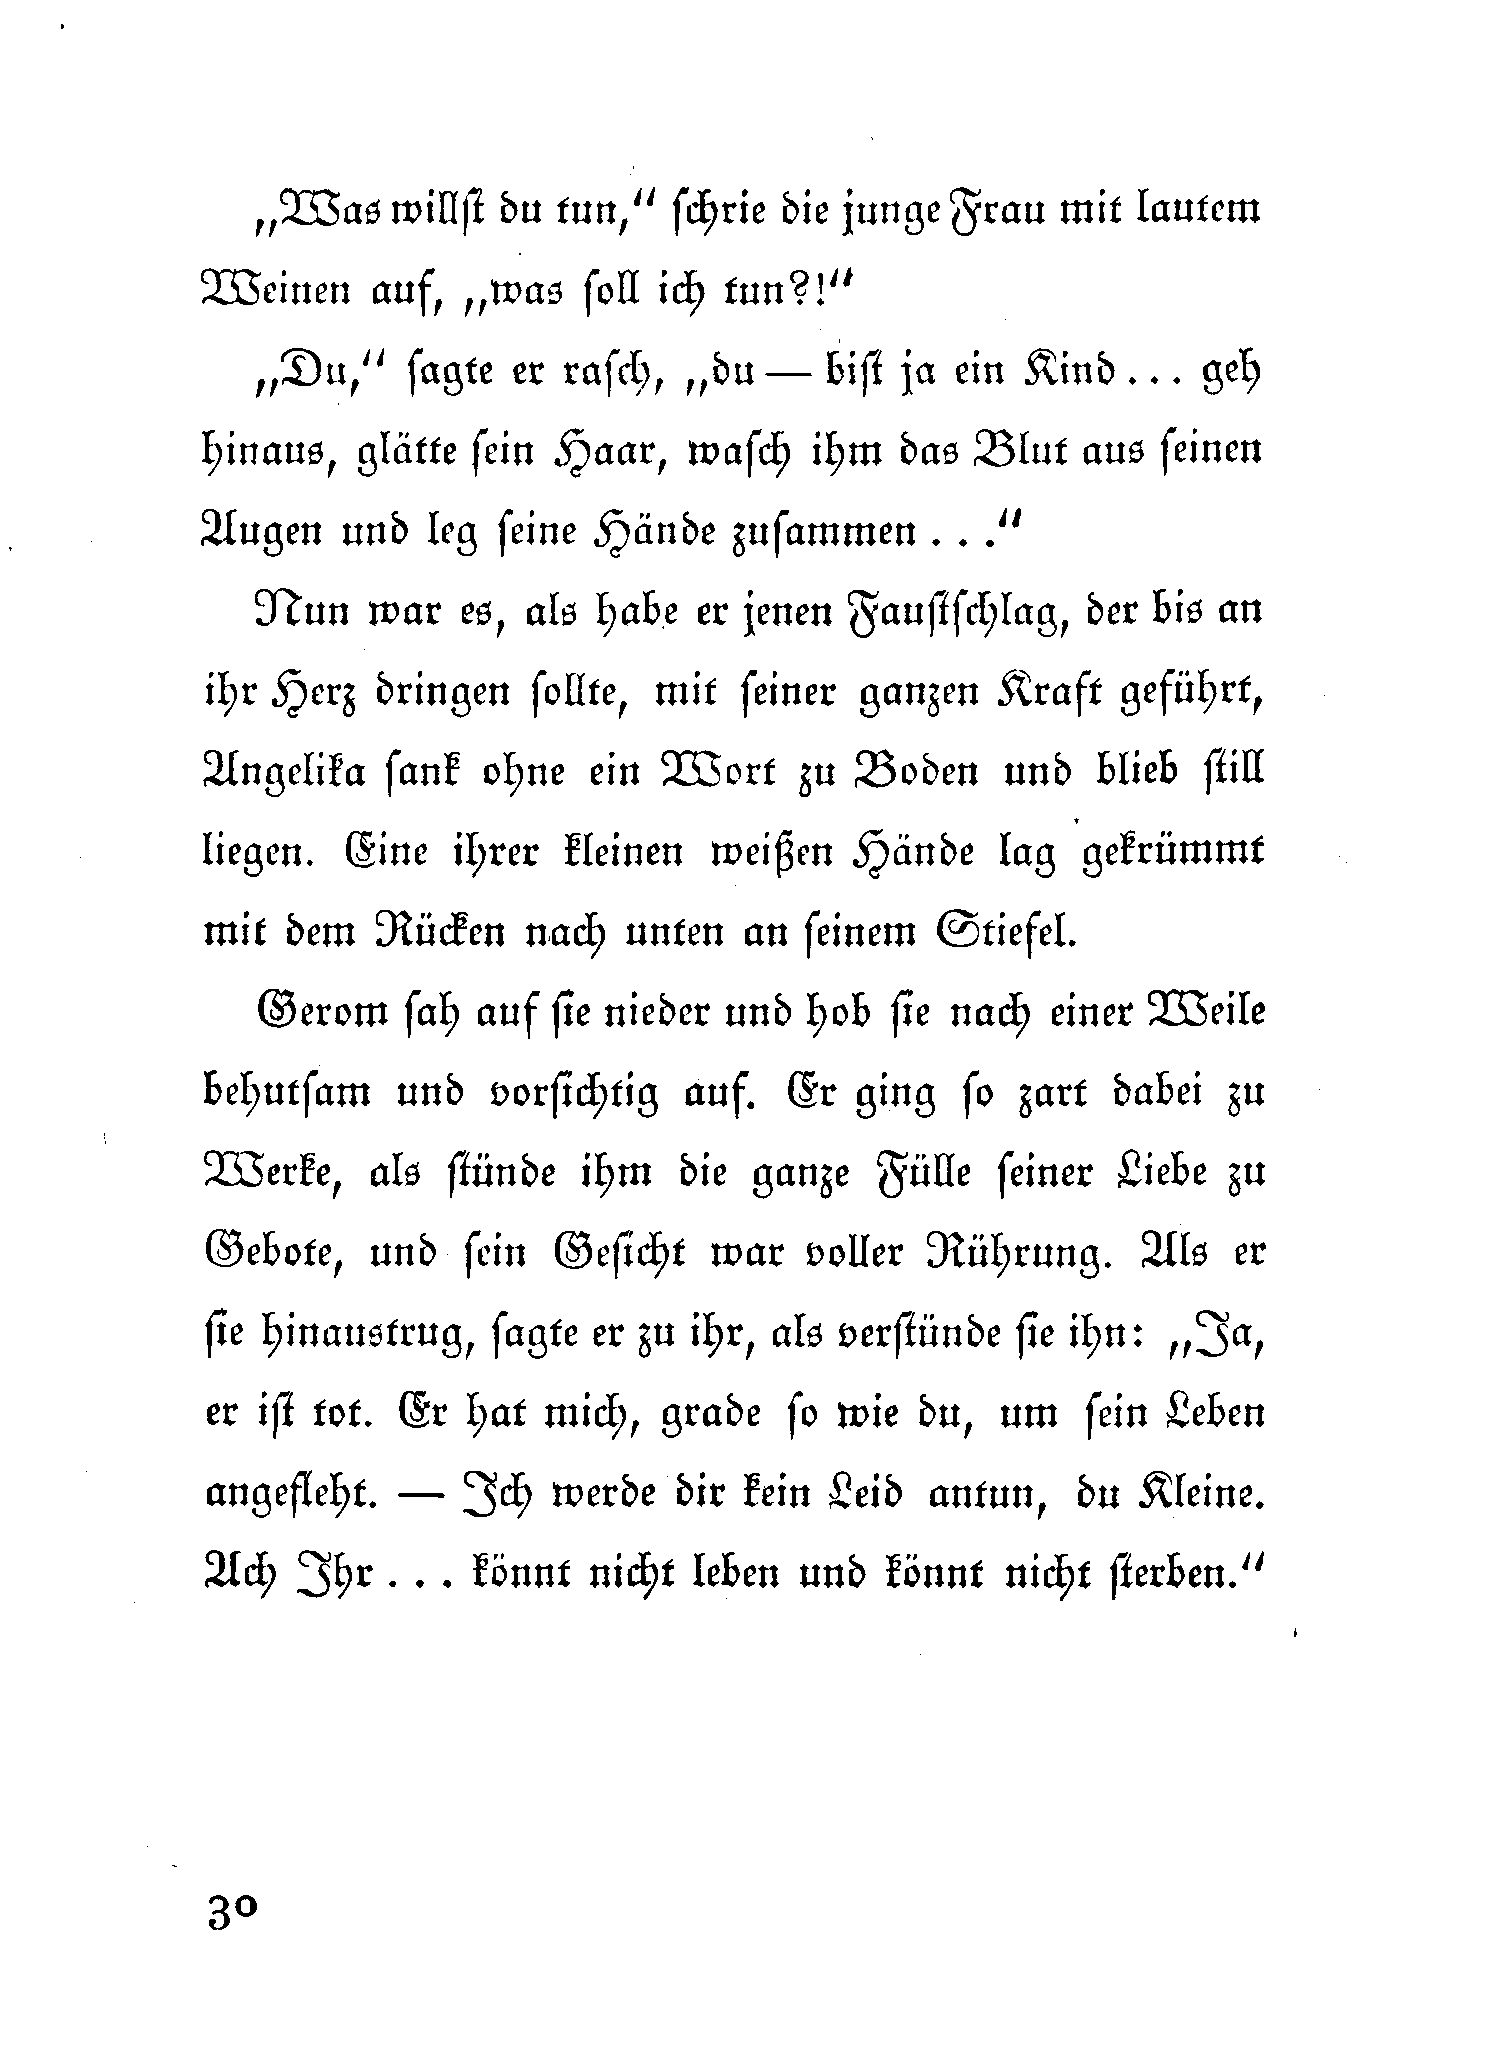 „Was willst du tun,“ schrie die junge Frau mit lautem
Weinen auf, „was soll ich tun?!“
„Du,“ sagte er rasch, „du — bist ja ein Kind . . . geh
hinaus, glätte sein Haar, wasch ihm das Blut aus seinen
Augen und leg seine Hände zusammen . . .“
Nun war es, als habe er jenen Faustschlag, der bis an
ihr Herz dringen sollte, mit seiner ganzen Kraft geführt,
Angelika sank ohne ein Wort zu Boden und blieb still
liegen. Eine ihrer kleinen weißen Hände lag gekrümmt
mit dem Rücken nach unten an seinem Stiefel.
Gerom sah auf sie nieder und hob sie nach einer Weile
behutsam und vorsichtig auf. Er ging so zart dabei zu
Werke, als stünde ihm die ganze Fülle seiner Liebe zu
Gebote, und sein Gesicht war voller Rührung. Als er
sie hinaustrug, sagte er zu ihr, als verstünde sie ihn: „Ja,
er ist tot. Er hat mich, grade so wie du, um sein Leben
angefleht. — Ich werde dir kein Leid antun, du Kleine.
Ach Ihr . . . könnt nicht leben und könnt nicht sterben.“
30